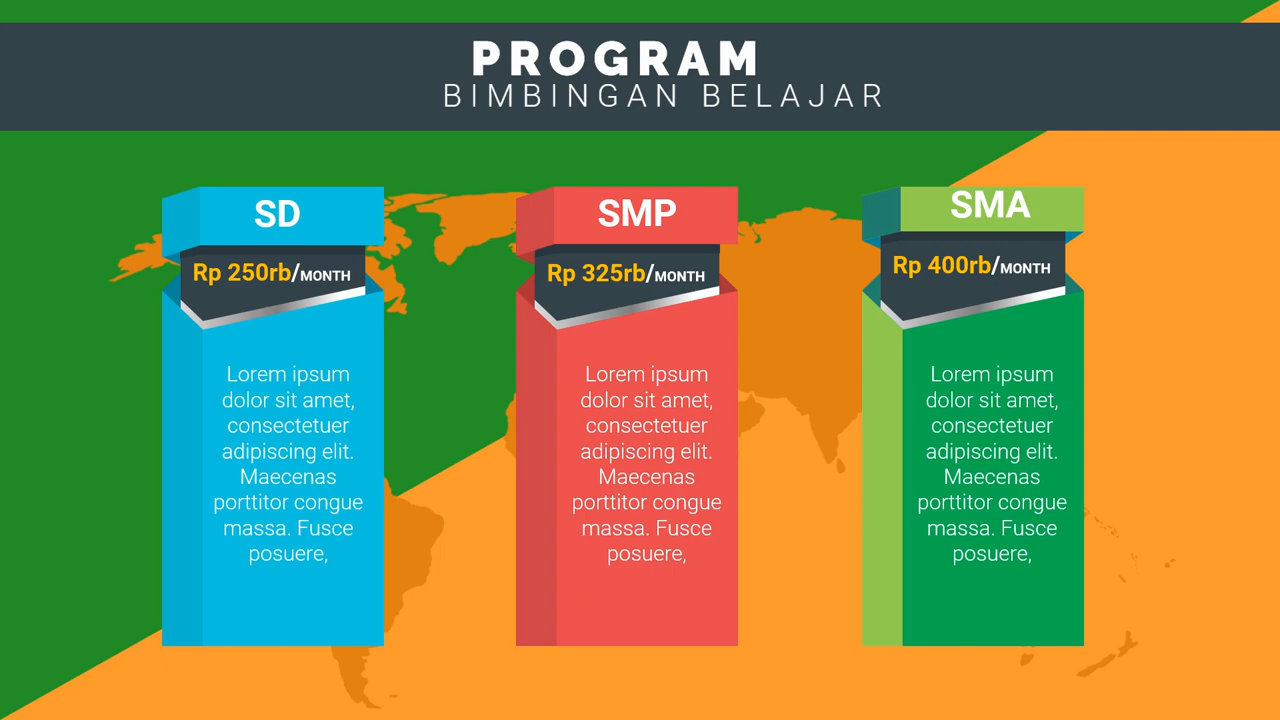 PROGRAM
BIMBINGAN BELAJAR
SD
Rp 250rb/MONTH
Lorem ipsum
dolor sit amet,
consectetuer
adipiscing elit.
Maecenas
porttitor congue
massa. Fusce
posuere,
SMP
Rp 325rb/MONTH
Lorem ipsum
dolor sit amet,
consectetuer
adipiscing elit.
Maecenas
porttitor congue
massa. Fusce
posuere,
SMA
Rp 400rb/MONTH
Lorem ipsum
dolor sit amet,
consectetuer
adipiscing elit.
Maecenas
porttitor congue
massa. Fusce
posuere,